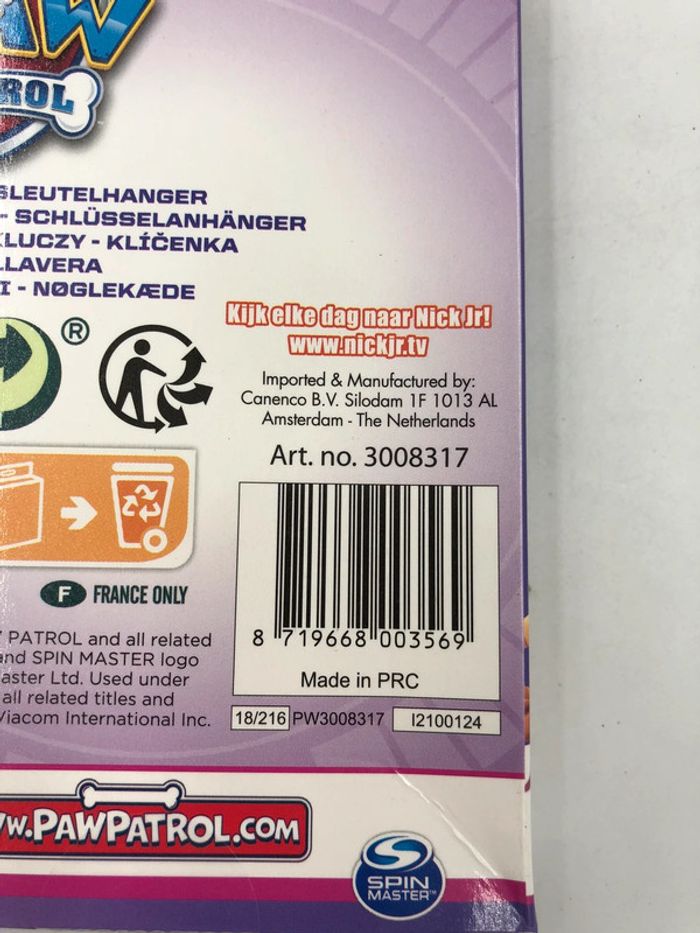 ROL
SLEUTELHANGER
- SCHLÜSSELANHÄNGER
KLUCZY - KLÍČENKA
LLAVERA
I - NØGLEKÆDE
®
Kijk elke dag naar Nick Jr!
www.nickjr.tv
Imported & Manufactured by:
Canenco B.V. Silodam 1F 1013 AL
Amsterdam - The Netherlands
Art. no. 3008317
F FRANCE ONLY
8 719668 003569
Made in PRC
18/216 PW3008317 I2100124
PATROL and all related
and SPIN MASTER logo
aster Ltd. Used under
all related titles and
Viacom International Inc.
w.PAWPATROL.COM
SPIN
MASTER™